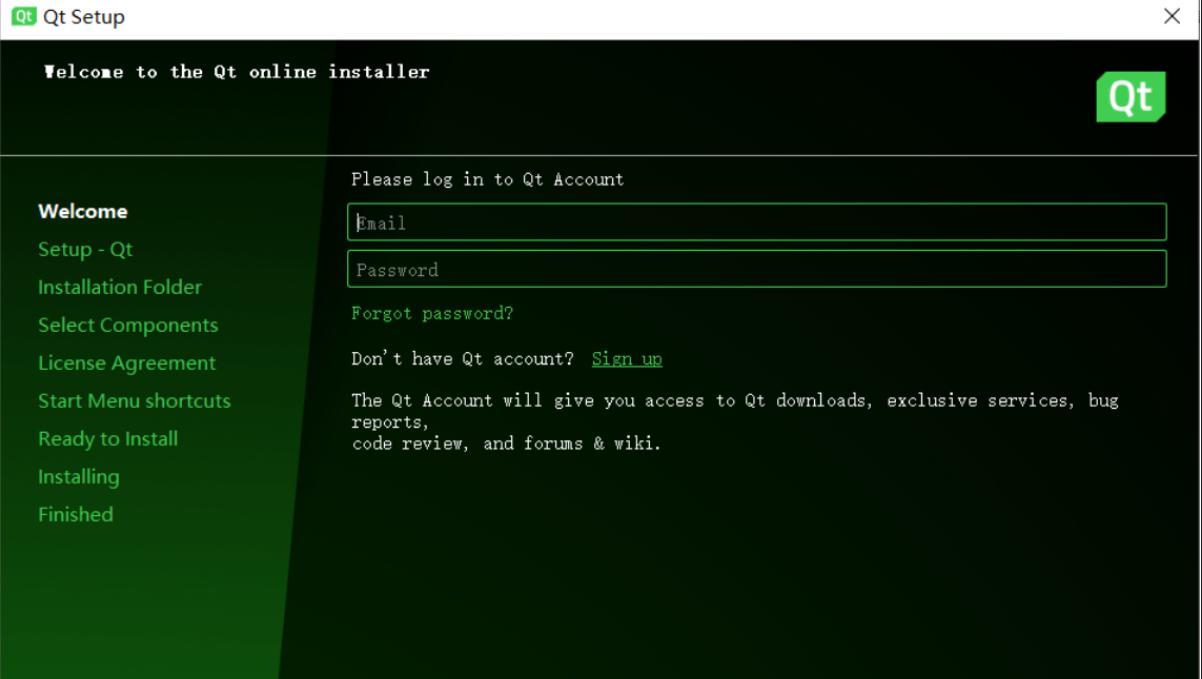 Qt Qt Setup
Welcome to the Qt online installer
Qt
Welcome
Setup - Qt
Installation Folder
Select Components
License Agreement
Start Menu shortcuts
Ready to Install
Installing
Finished
Please log in to Qt Account
Email
Password
Forgot password?
Don't have Qt account? Sign up
The Qt Account will give you access to Qt downloads, exclusive services, bug
reports,
code review, and forums & wiki.